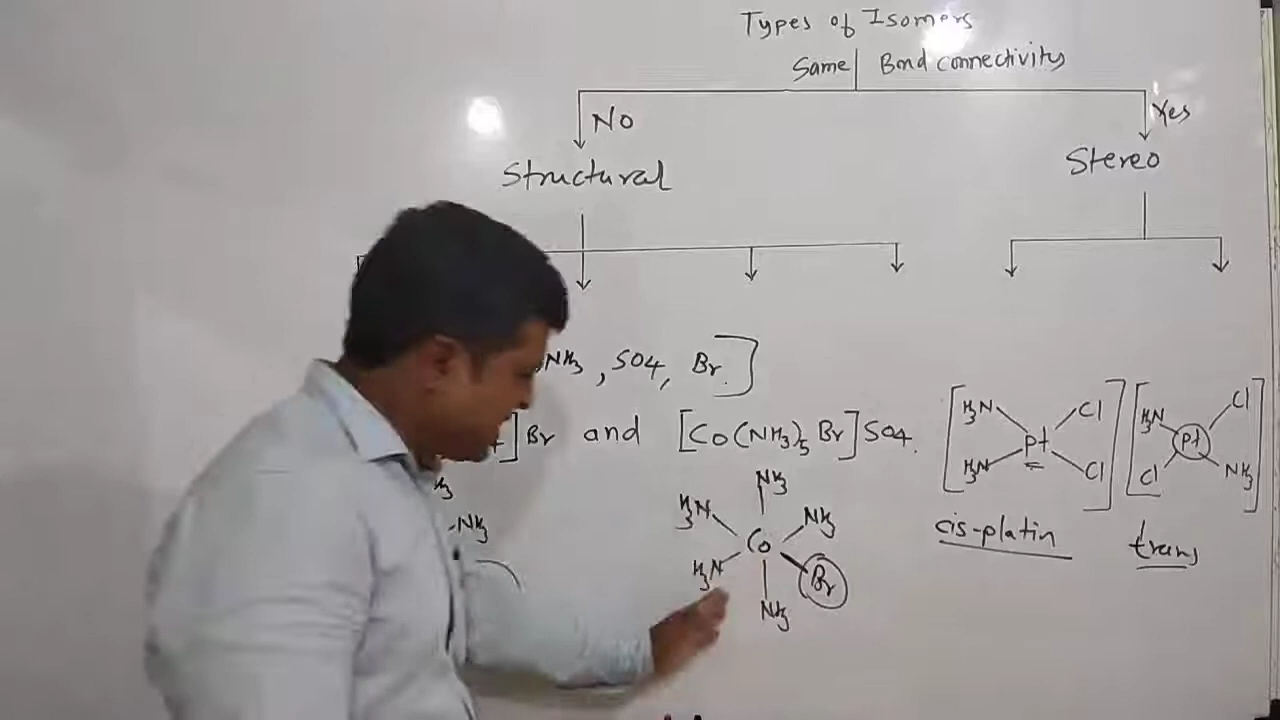 Types of Isomers
Same Bond connectivity
No
Yes
Structural
Stereo
NH3, SO4, Br]
]Br and [Co(NH3)5 Br]SO4.
NH3
H3N
NH3
Co
H3N
Br
NH3
-NH3
[H3N Cl
Pt
H3N Cl]
[H3N Cl
Pt
Cl NH3]
cis-platin
trans